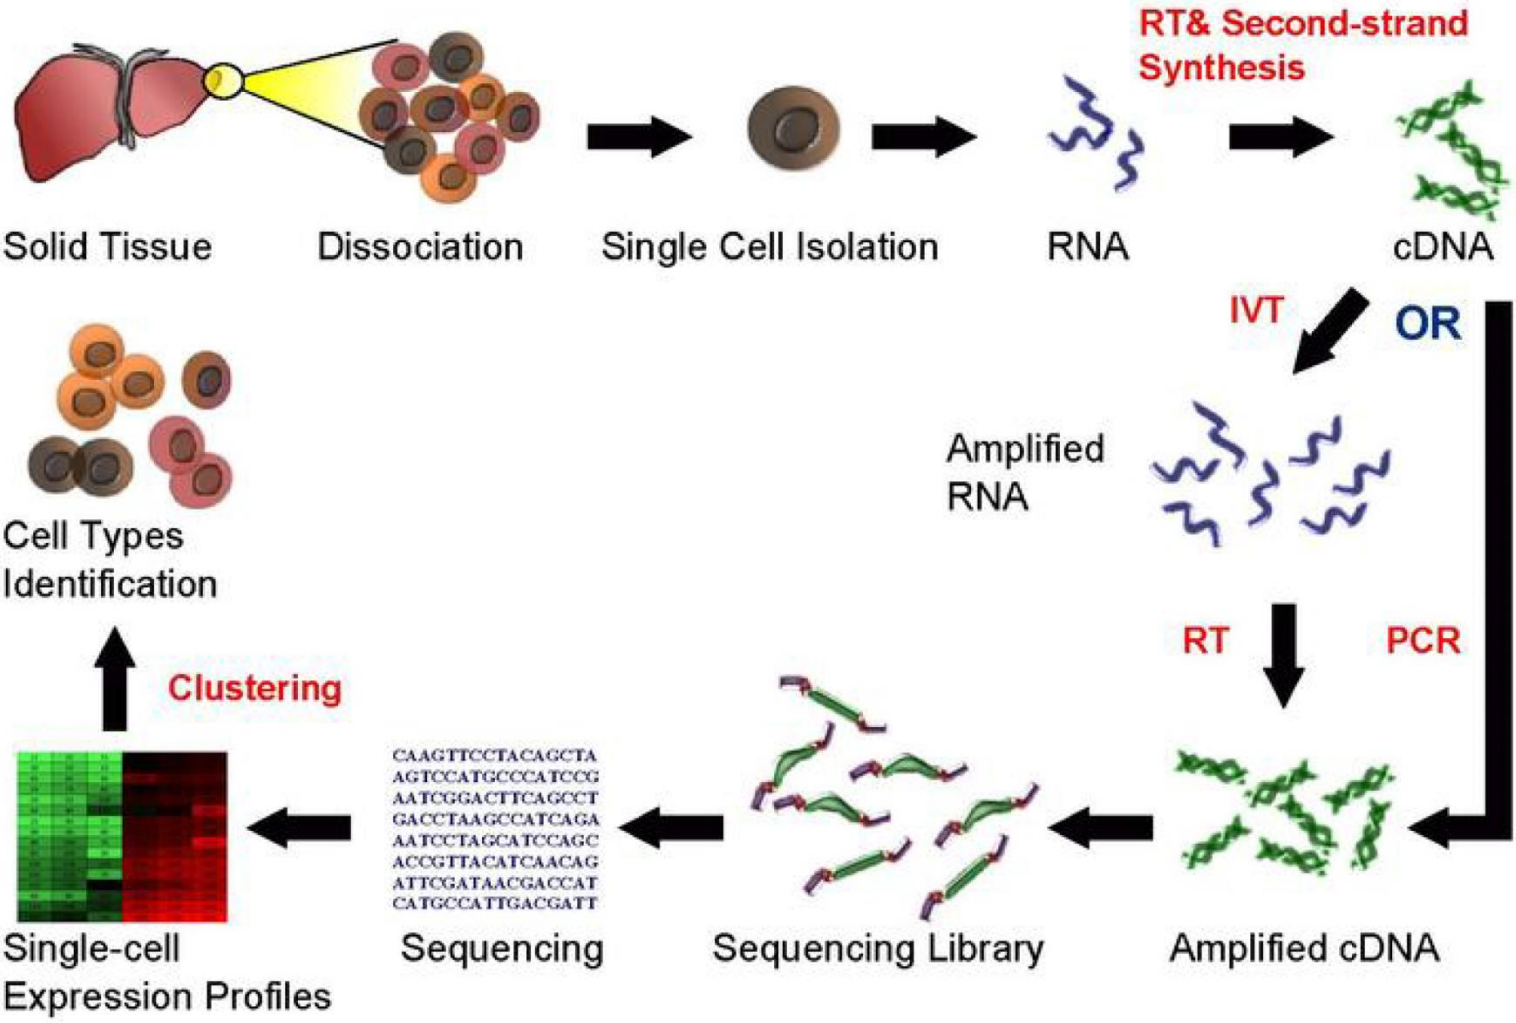 RT& Second-strand
Synthesis
Solid Tissue
Dissociation
Single Cell Isolation
RNA
cDNA
IVT
OR
Amplified
RNA
RT
PCR
Cell Types
Identification
Clustering
CAAGTTCCTACAGCTA
AGTCCATGCCCATCCG
AATCGGACTTCAGCCT
GACCTAAGCCATCAGA
AATCCTAGCATCCAGC
ACCGTTACATCAACAG
ATTCGATAACGACCAT
CATGCCATTGACGATT
Single-cell
Expression Profiles
Sequencing
Sequencing Library
Amplified cDNA